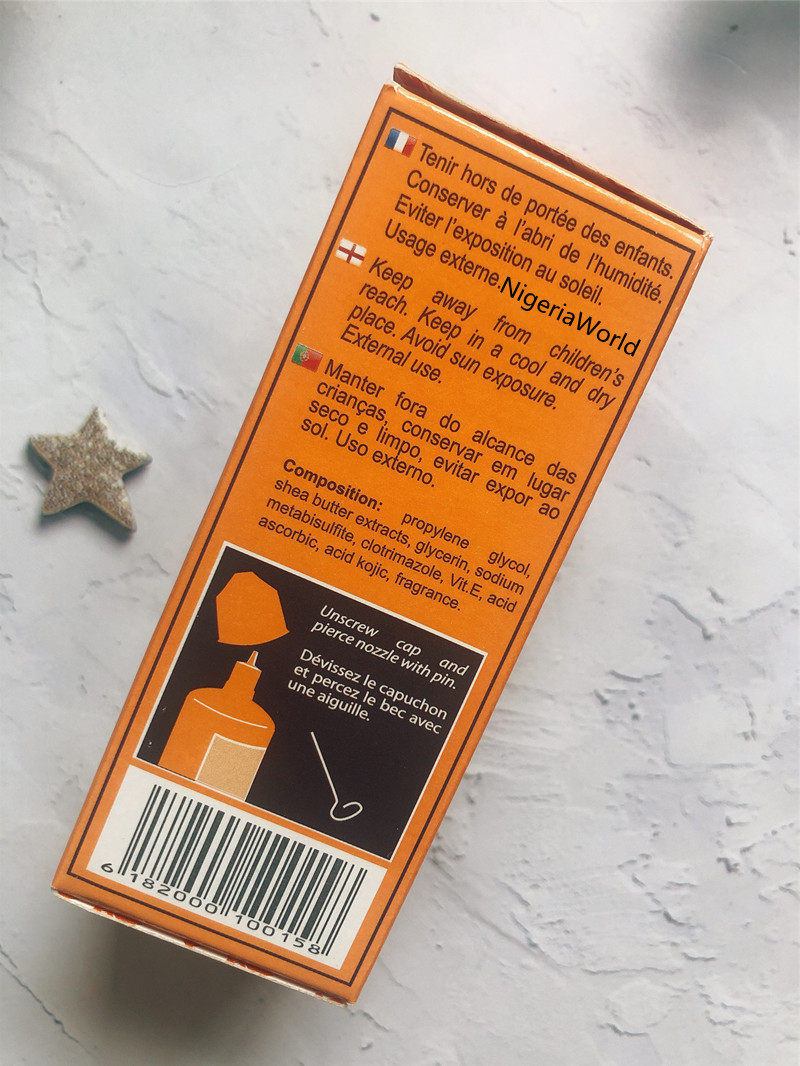 Tenir hors de portée des enfants.
Conserver à l'abri de l'humidité.
Eviter l'exposition au soleil.
Usage externe.
NigeriaWorld
Keep away from children's
reach. Keep in a cool and dry
place. Avoid sun exposure.
External use.
Manter fora do alcance das
crianças, conservar em lugar
seco e limpo, evitar expor ao
sol. Uso externo.
Composition: propylene glycol,
shea butter extracts, glycerin, sodium
metabisulfite, clotrimazole, Vit.E, acid
ascorbic, acid kojic, fragrance.
Unscrew cap and
pierce nozzle with pin.
Dévissez le capuchon
et percez le bec avec
une aiguille.
6 182000 100158